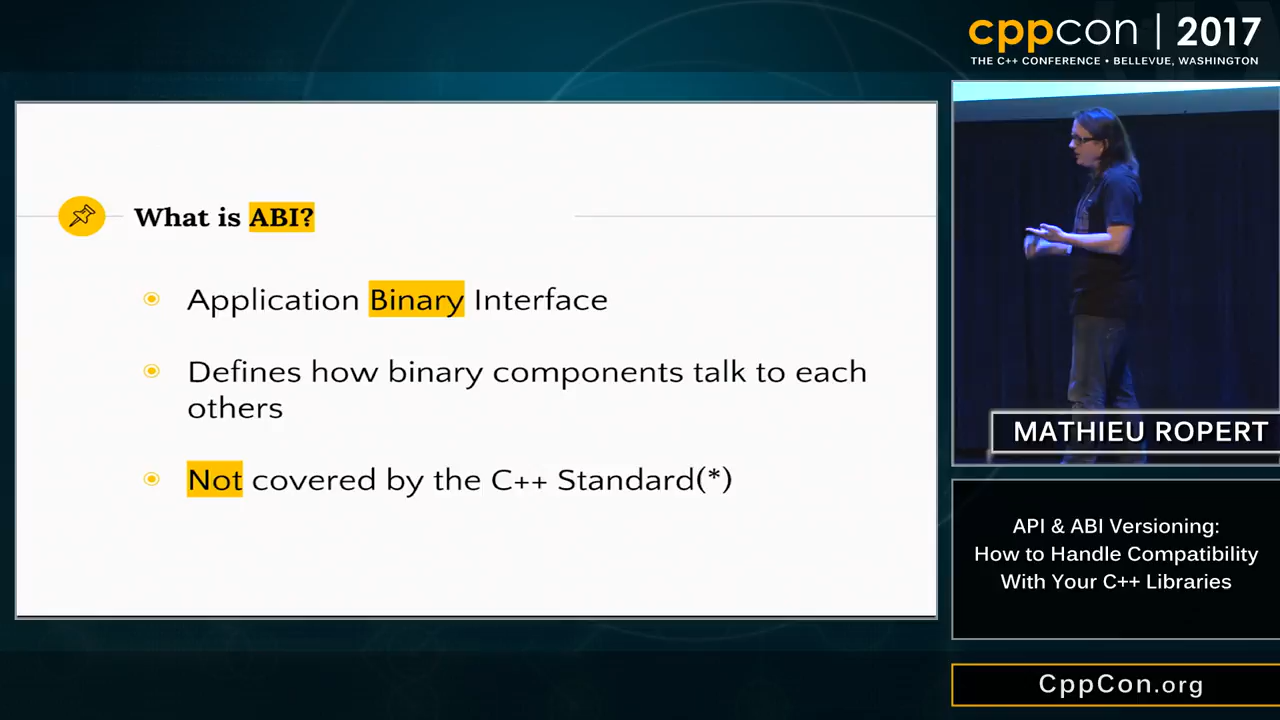 cppcon | 2017
THE C++ CONFERENCE • BELLEVUE, WASHINGTON
What is ABI?
Application Binary Interface
Defines how binary components talk to each
others
Not covered by the C++ Standard(*)
MATHIEU ROPERT
API & ABI Versioning:
How to Handle Compatibility
With Your C++ Libraries
CppCon.org